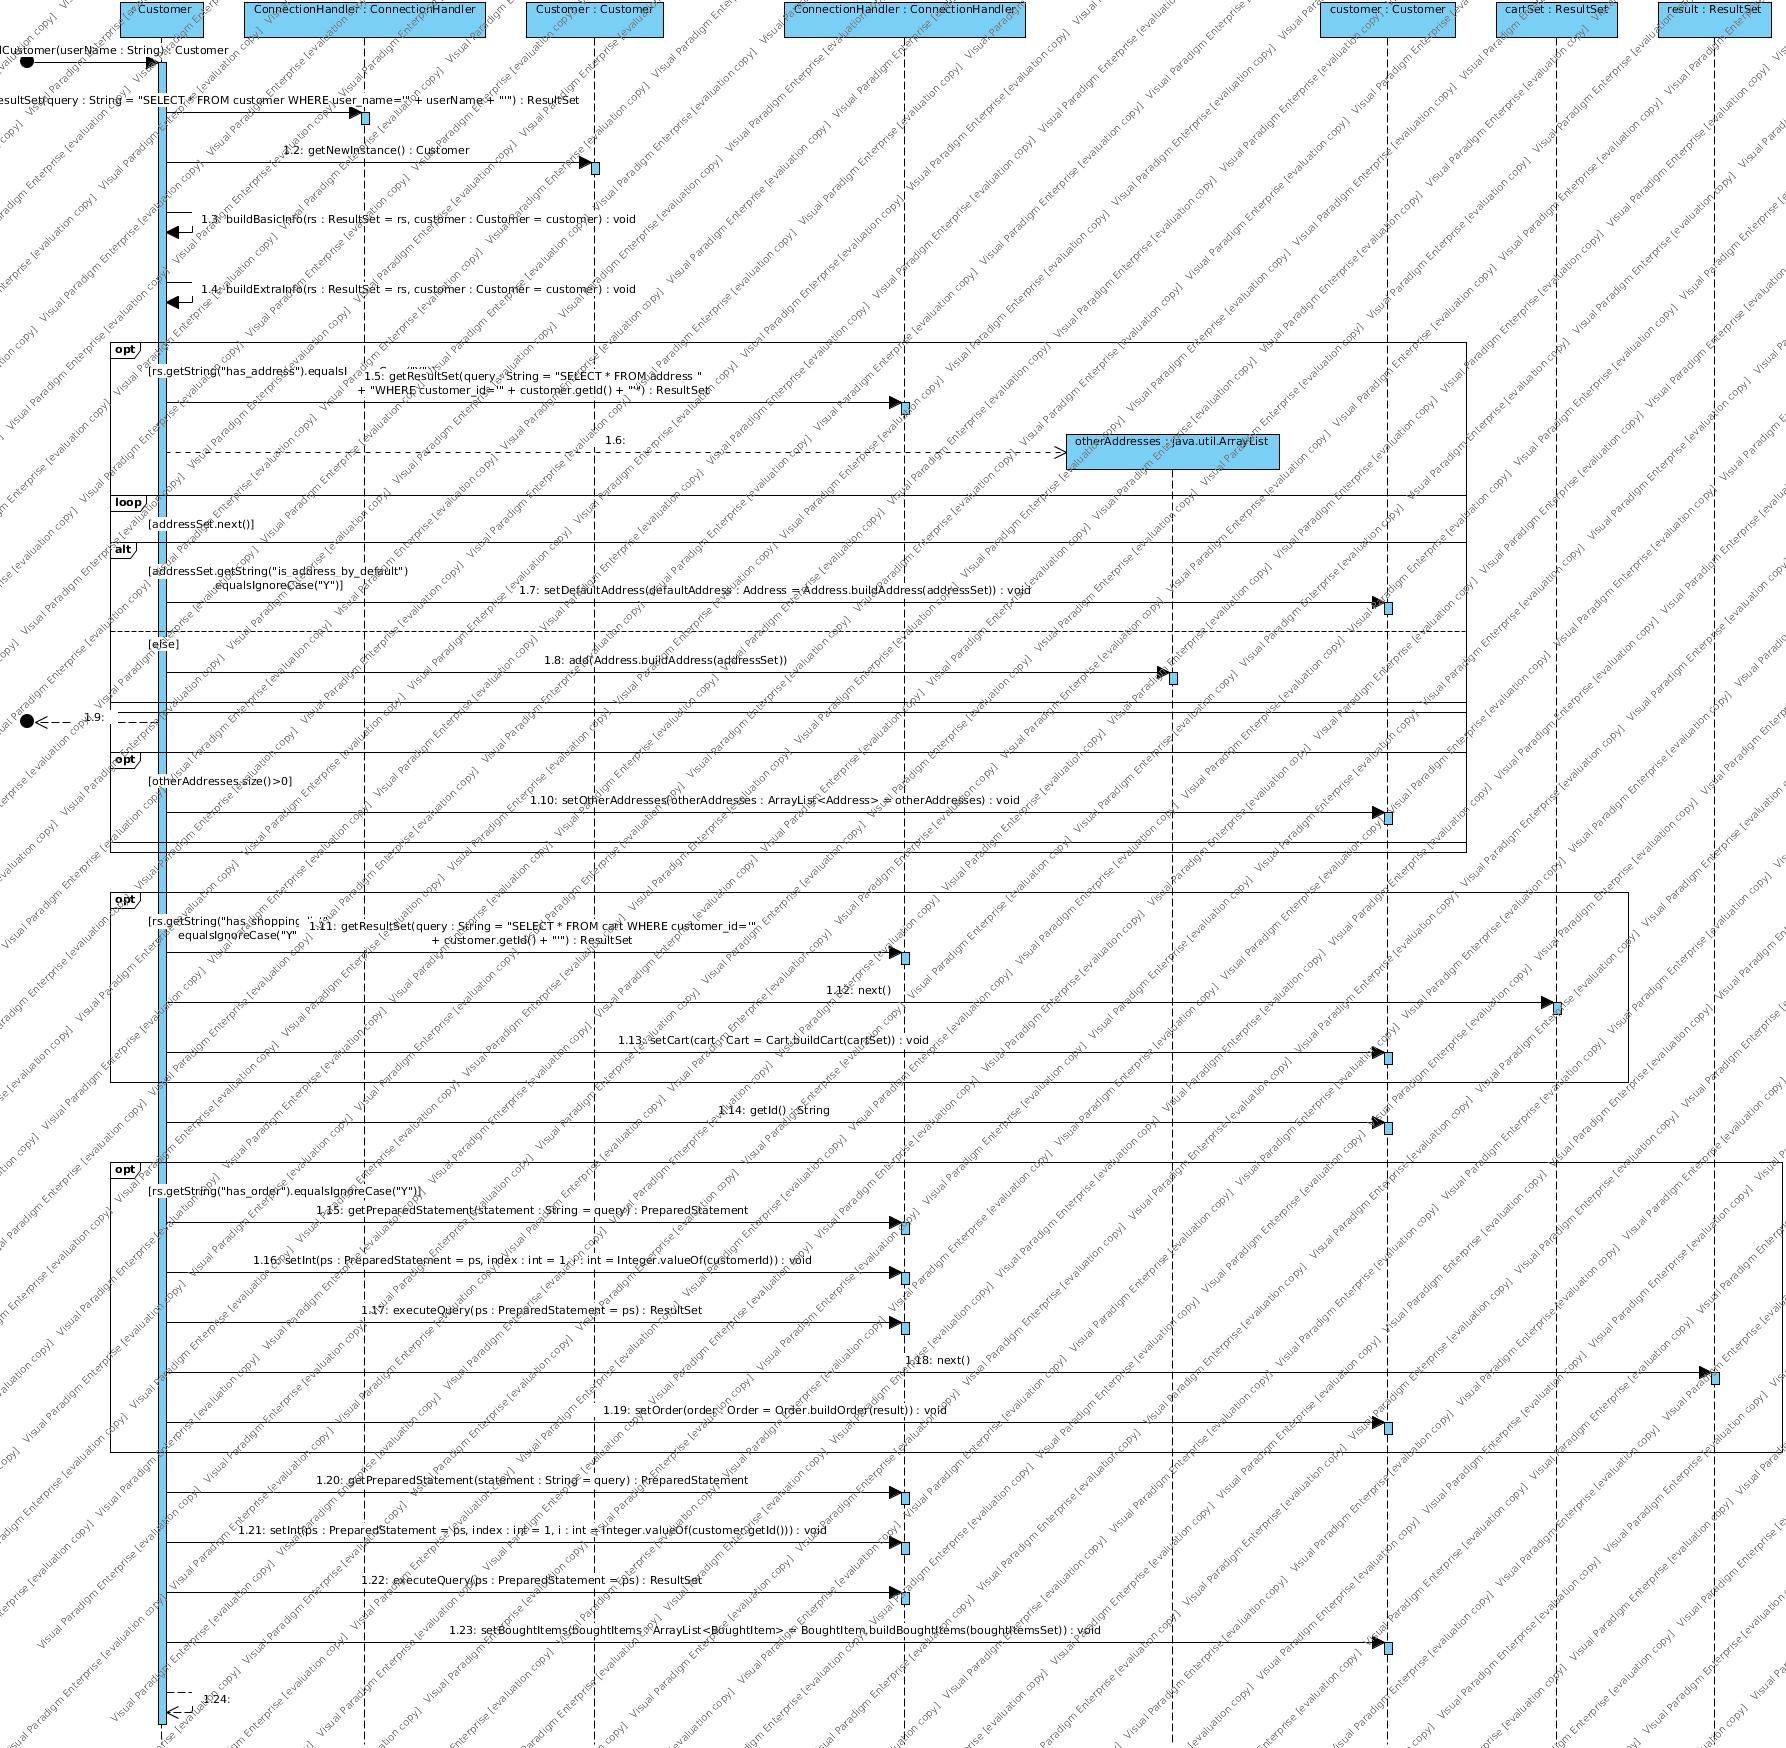 Customer
ConnectionHandler : ConnectionHandler
Customer : Customer
ConnectionHandler : ConnectionHandler
customer : Customer
cartSet : ResultSet
result : ResultSet
dCustomer(userName : String) : Customer
esultSet(query : String = "SELECT * FROM customer WHERE user_name='" + userName + "'") : ResultSet
1.2: getNewInstance() : Customer
1.3: buildBasicInfo(rs : ResultSet = rs, customer : Customer = customer) : void
1.4: buildExtraInfo(rs : ResultSet = rs, customer : Customer = customer) : void
opt
[rs.getString("has_address").equalsI
1.5: getResultSet(query : String = "SELECT * FROM address "
+ "WHERE customer_id='" + customer.getId() + "'") : ResultSet
1.6:
otherAddresses : java.util.ArrayList
loop
[addressSet.next()]
alt
[addressSet.getString("is_address_by_default")
equalsIgnoreCase("Y")]
1.7: setDefaultAddress(defaultAddress : Address = Address.buildAddress(addressSet)) : void
[else]
1.8: add(Address.buildAddress(addressSet))
1.9:
opt
[otherAddresses.size()>0]
1.10: setOtherAddresses(otherAddresses : ArrayList<Address> = otherAddresses) : void
opt
[rs.getString("has_shopping
equalsIgnoreCase("Y"
1.11: getResultSet(query : String = "SELECT * FROM cart WHERE customer_id='"
+ customer.getId() + "'") : ResultSet
1.12: next()
1.13: setCart(cart : Cart = Cart.buildCart(cartSet)) : void
1.14: getId() : String
opt
[rs.getString("has_order").equalsIgnoreCase("Y")]
1.15: getPreparedStatement(statement : String = query) : PreparedStatement
1.16: setInt(ps : PreparedStatement = ps, index : int = 1, i : int = Integer.valueOf(customerId)) : void
1.17: executeQuery(ps : PreparedStatement = ps) : ResultSet
1.18: next()
1.19: setOrder(order : Order = Order.buildOrder(result)) : void
1.20: getPreparedStatement(statement : String = query) : PreparedStatement
1.21: setInt(ps : PreparedStatement = ps, index : int = 1, i : int = Integer.valueOf(customer.getId())) : void
1.22: executeQuery(ps : PreparedStatement = ps) : ResultSet
1.23: setBoughtItems(boughtItems : ArrayList<BoughtItem> = BoughtItem.buildBoughtItems(boughtItemsSet)) : void
1.24:
Visual Paradigm Enterprise [evaluation copy]